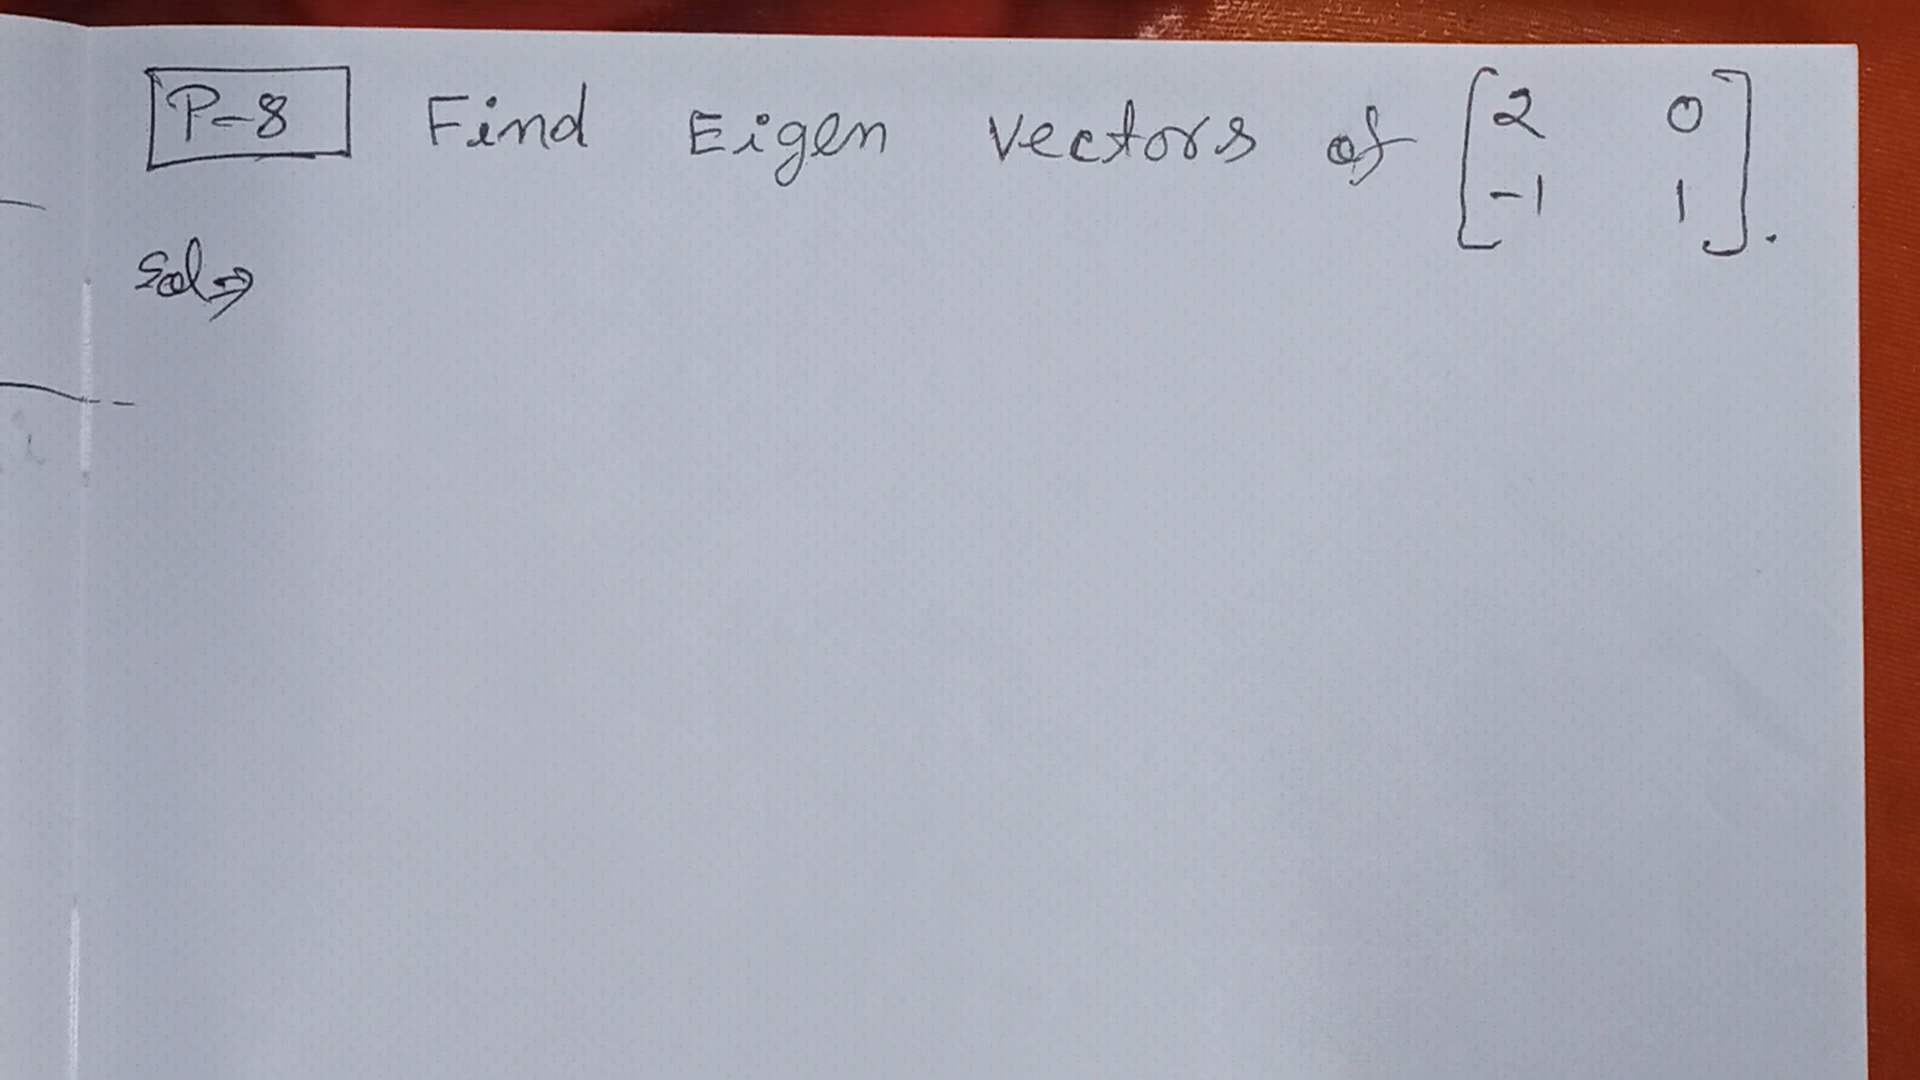 P-8 Find Eigen vectors of [2 0
-1 1].
Sol⇒